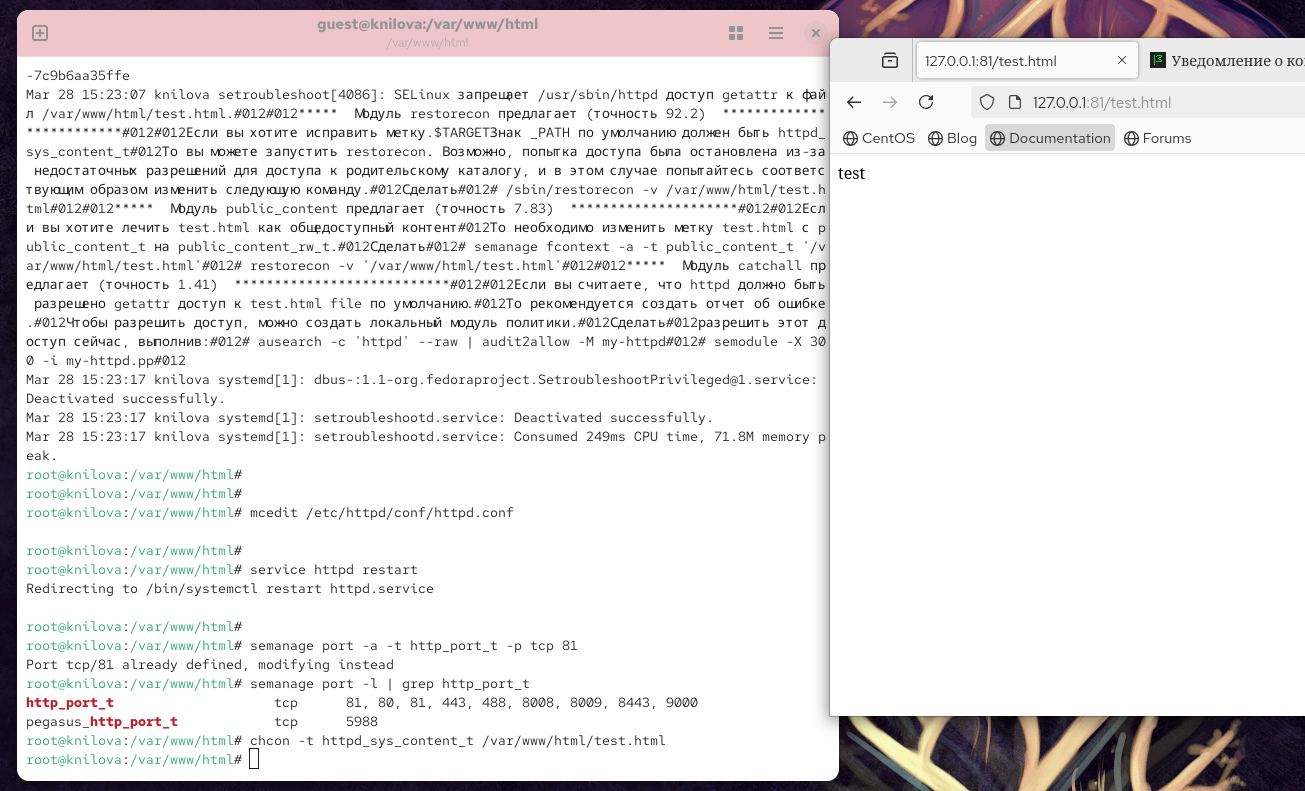 guest@knilova:/var/www/html
/var/www/html
-7c9b6aa35ffe
Mar 28 15:23:07 knilova setroubleshoot[4086]: SELinux запрещает /usr/sbin/httpd доступ getattr к фай
л /var/www/html/test.html.#012#012***** Модуль restorecon предлагает (точность 92.2) *************
************#012#012Если вы хотите исправить метку.$TARGETЗнак _PATH по умолчанию должен быть httpd_
sys_content_t#012То вы можете запустить restorecon. Возможно, попытка доступа была остановлена из-за
недостаточных разрешений для доступа к родительскому каталогу, и в этом случае попытайтесь соответс
твующим образом изменить следующую команду.#012Сделать#012# /sbin/restorecon -v /var/www/html/test.h
tml#012#012***** Модуль public_content предлагает (точность 7.83) *********************#012#012Есл
и вы хотите лечить test.html как общедоступный контент#012То необходимо изменить метку test.html с p
ublic_content_t на public_content_rw_t.#012Сделать#012# semanage fcontext -a -t public_content_t '/v
ar/www/html/test.html'#012# restorecon -v '/var/www/html/test.html'#012#012***** Модуль catchall пр
едлагает (точность 1.41) ***************************#012#012Если вы считаете, что httpd должно быть
разрешено getattr доступ к test.html file по умолчанию.#012То рекомендуется создать отчет об ошибке
.#012Чтобы разрешить доступ, можно создать локальный модуль политики.#012Сделать#012разрешить этот д
оступ сейчас, выполнив:#012# ausearch -c 'httpd' --raw | audit2allow -M my-httpd#012# semodule -X 30
0 -i my-httpd.pp#012
Mar 28 15:23:17 knilova systemd[1]: dbus-:1.1-org.fedoraproject.SetroubleshootPrivileged@1.service:
Deactivated successfully.
Mar 28 15:23:17 knilova systemd[1]: setroubleshootd.service: Deactivated successfully.
Mar 28 15:23:17 knilova systemd[1]: setroubleshootd.service: Consumed 249ms CPU time, 71.8M memory p
eak.
root@knilova:/var/www/html#
root@knilova:/var/www/html#
root@knilova:/var/www/html# mcedit /etc/httpd/conf/httpd.conf
root@knilova:/var/www/html#
root@knilova:/var/www/html# service httpd restart
Redirecting to /bin/systemctl restart httpd.service
root@knilova:/var/www/html#
root@knilova:/var/www/html# semanage port -a -t http_port_t -p tcp 81
Port tcp/81 already defined, modifying instead
root@knilova:/var/www/html# semanage port -l | grep http_port_t
http_port_t tcp 81, 80, 81, 443, 488, 8008, 8009, 8443, 9000
pegasus_http_port_t tcp 5988
root@knilova:/var/www/html# chcon -t httpd_sys_content_t /var/www/html/test.html
root@knilova:/var/www/html#
127.0.0.1:81/test.html
Уведомление о ко
127.0.0.1:81/test.html
CentOS Blog Documentation Forums
test